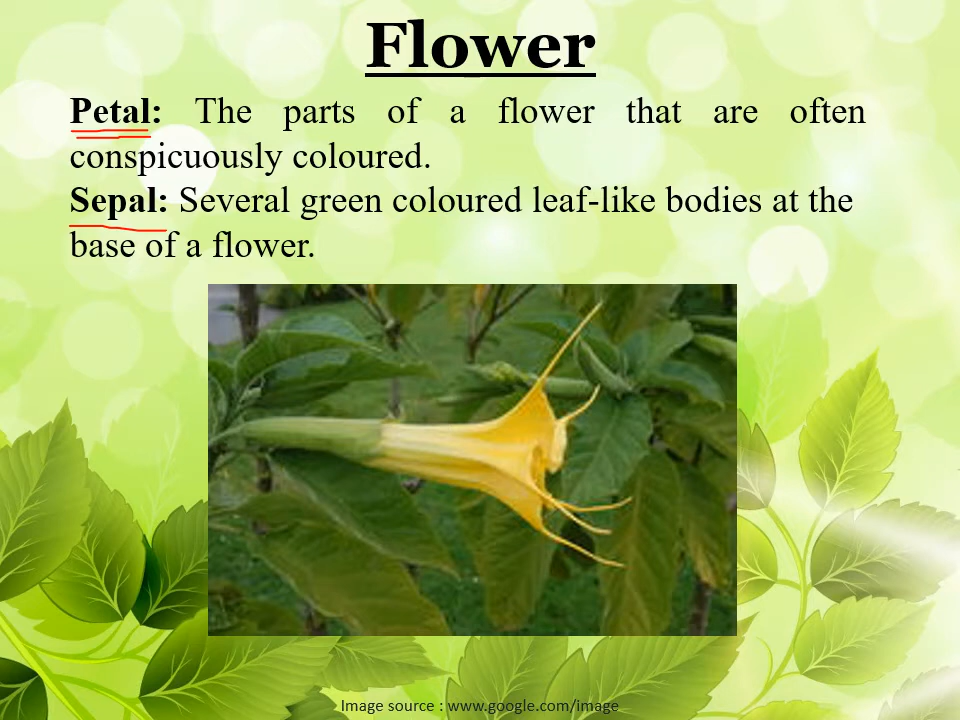 Flower
Petal: The parts of a flower that are often
conspicuously coloured.
Sepal: Several green coloured leaf-like bodies at the
base of a flower.
Image source : www.google.com/image